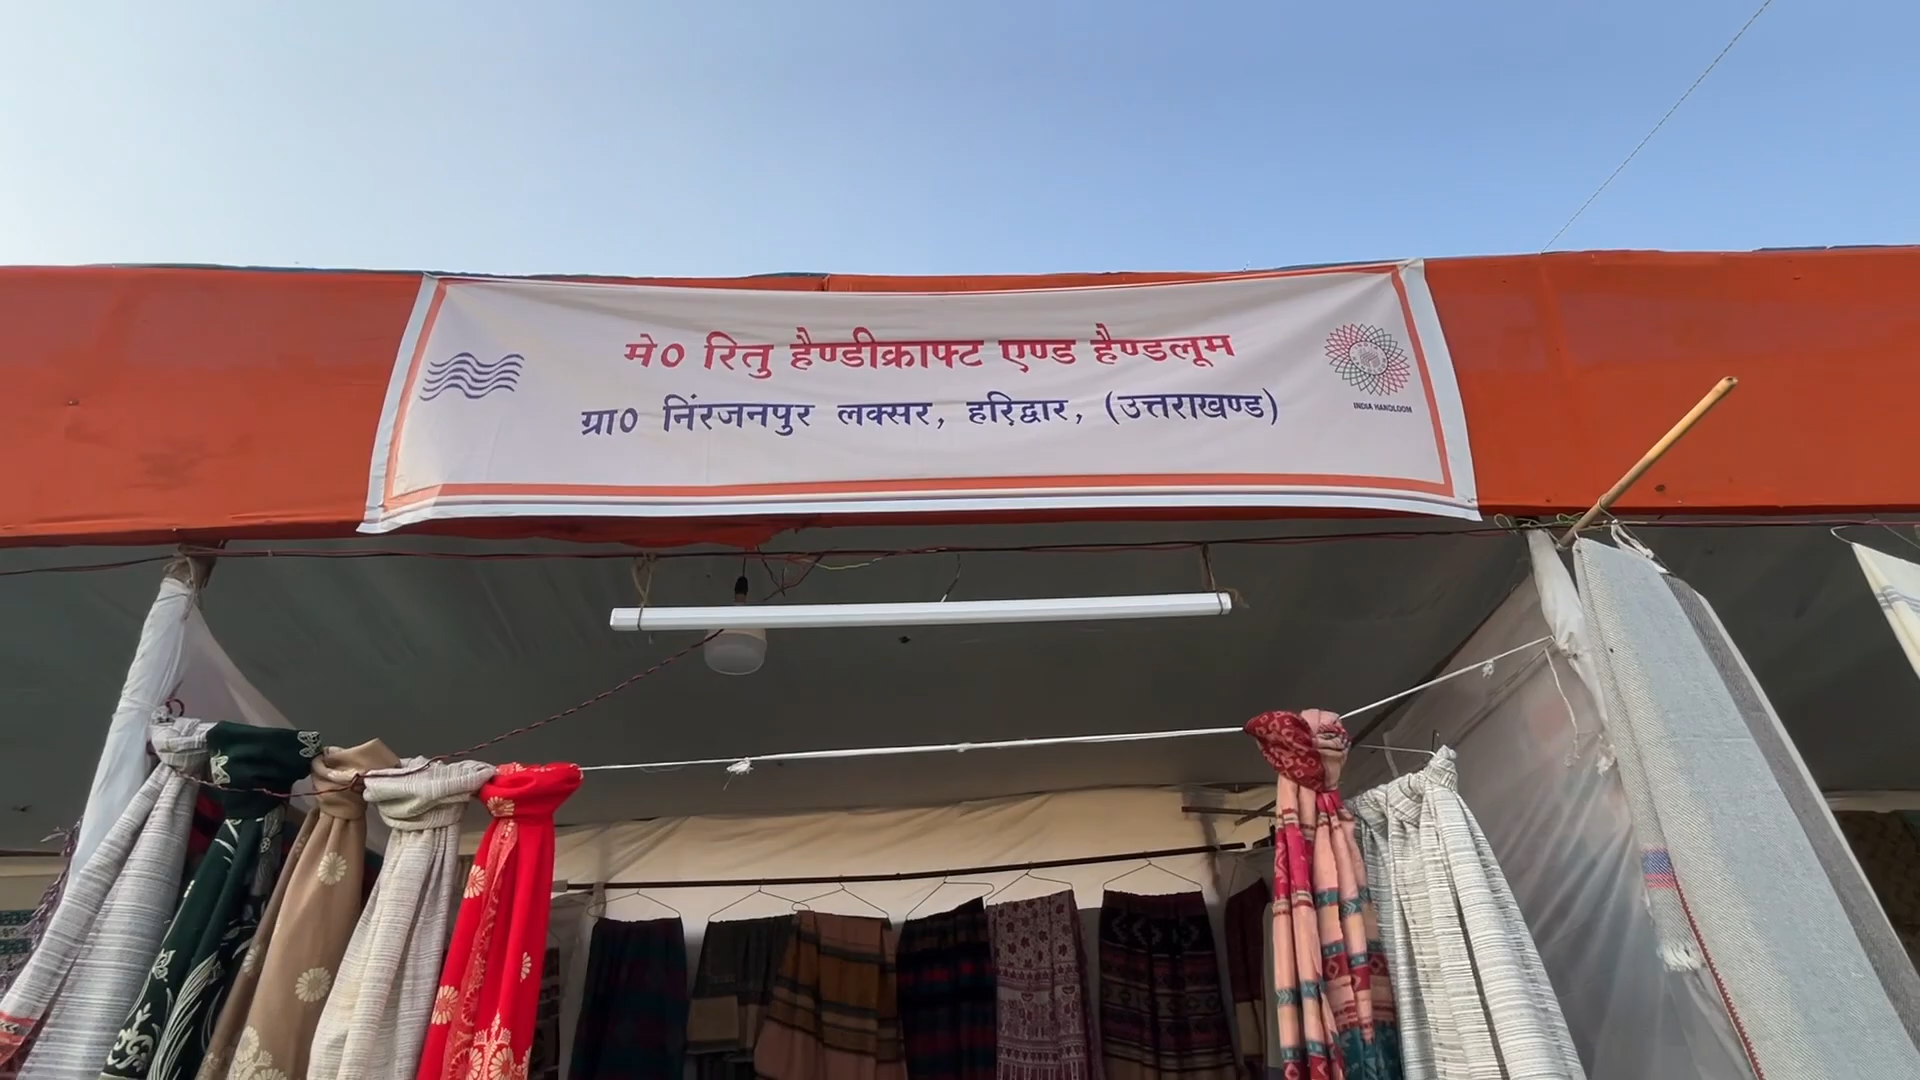 मे० रितु हैण्डीक्राफ्ट एण्ड हैण्डलूम
ग्रा० निंरजनपुर लक्सर, हरिद्वार, (उत्तराखण्ड)
INDIA HANDLOOM